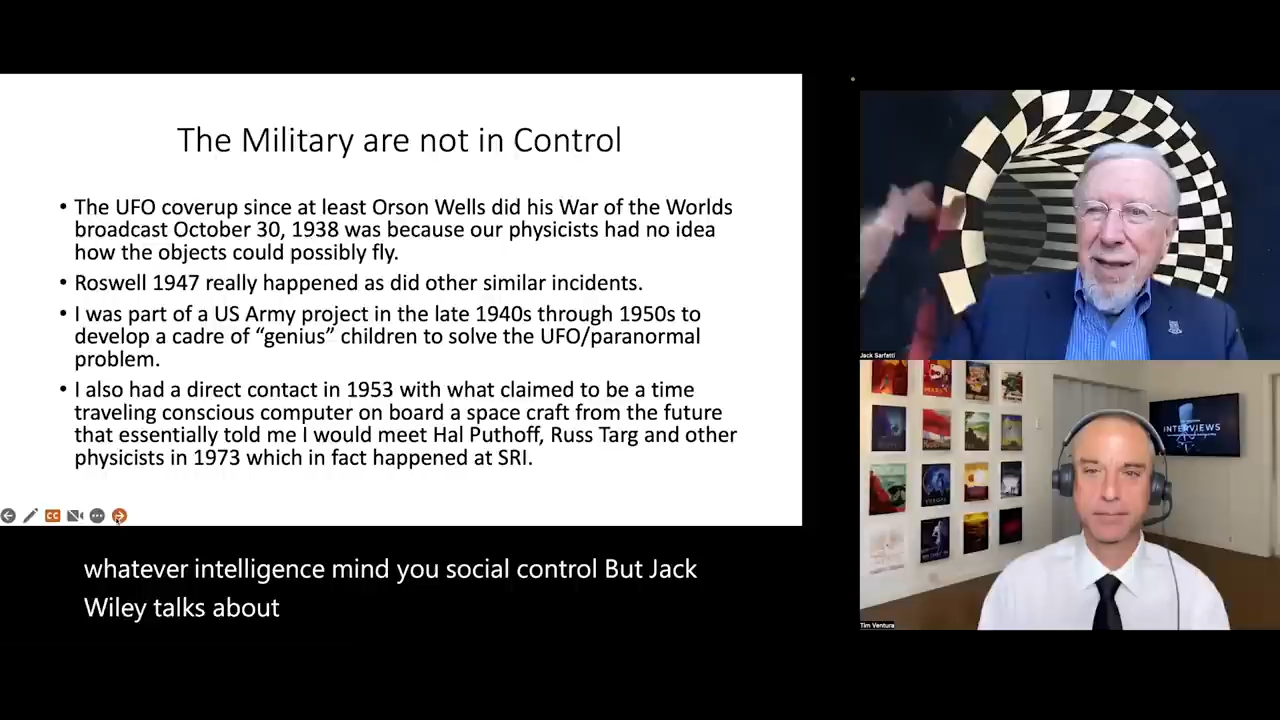 The Military are not in Control
• The UFO coverup since at least Orson Wells did his War of the Worlds
broadcast October 30, 1938 was because our physicists had no idea
how the objects could possibly fly.
• Roswell 1947 really happened as did other similar incidents.
• I was part of a US Army project in the late 1940s through 1950s to
develop a cadre of “genius” children to solve the UFO/paranormal
problem.
• I also had a direct contact in 1953 with what claimed to be a time
traveling conscious computer on board a space craft from the future
that essentially told me I would meet Hal Puthoff, Russ Targ and other
physicists in 1973 which in fact happened at SRI.
CC
whatever intelligence mind you social control But Jack
Wiley talks about
Jack Sarfatti
INTERVIEWS
Tim Ventura